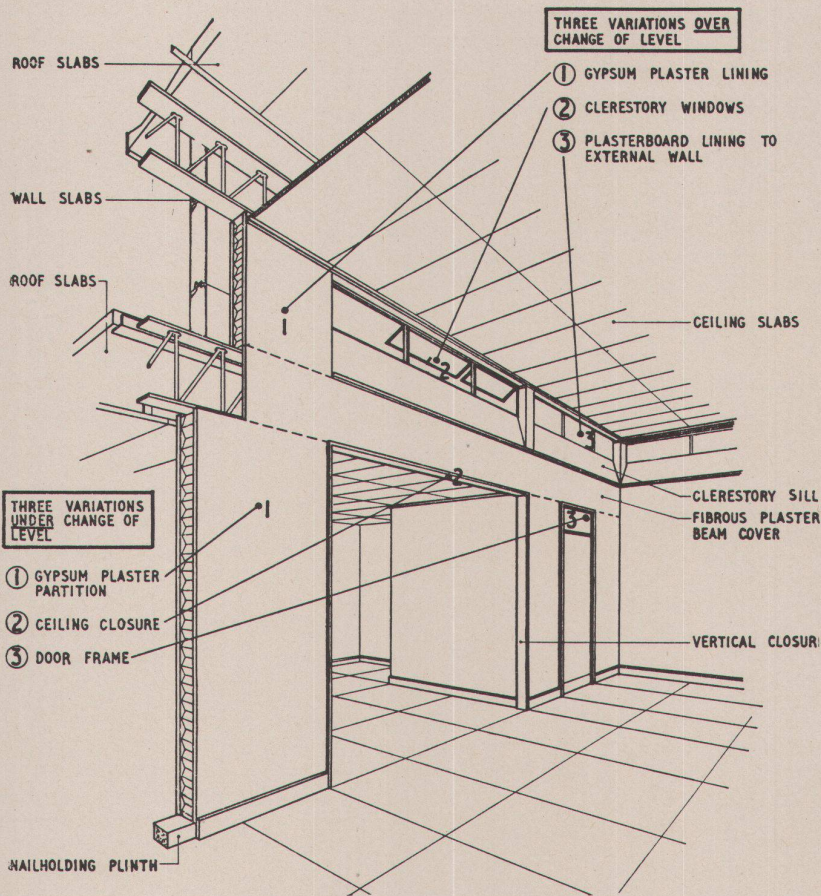 THREE VARIATIONS OVER
CHANGE OF LEVEL
① GYPSUM PLASTER LINING
② CLERESTORY WINDOWS
③ PLASTERBOARD LINING TO
EXTERNAL WALL
ROOF SLABS
WALL SLABS
ROOF SLABS
1
2
3
CEILING SLABS
CLERESTORY SILL
FIBROUS PLASTER
BEAM COVER
VERTICAL CLOSUR
THREE VARIATIONS
UNDER CHANGE OF
LEVEL
① GYPSUM PLASTER
PARTITION
② CEILING CLOSURE
③ DOOR FRAME
1
2
3
NAILHOLDING PLINTH